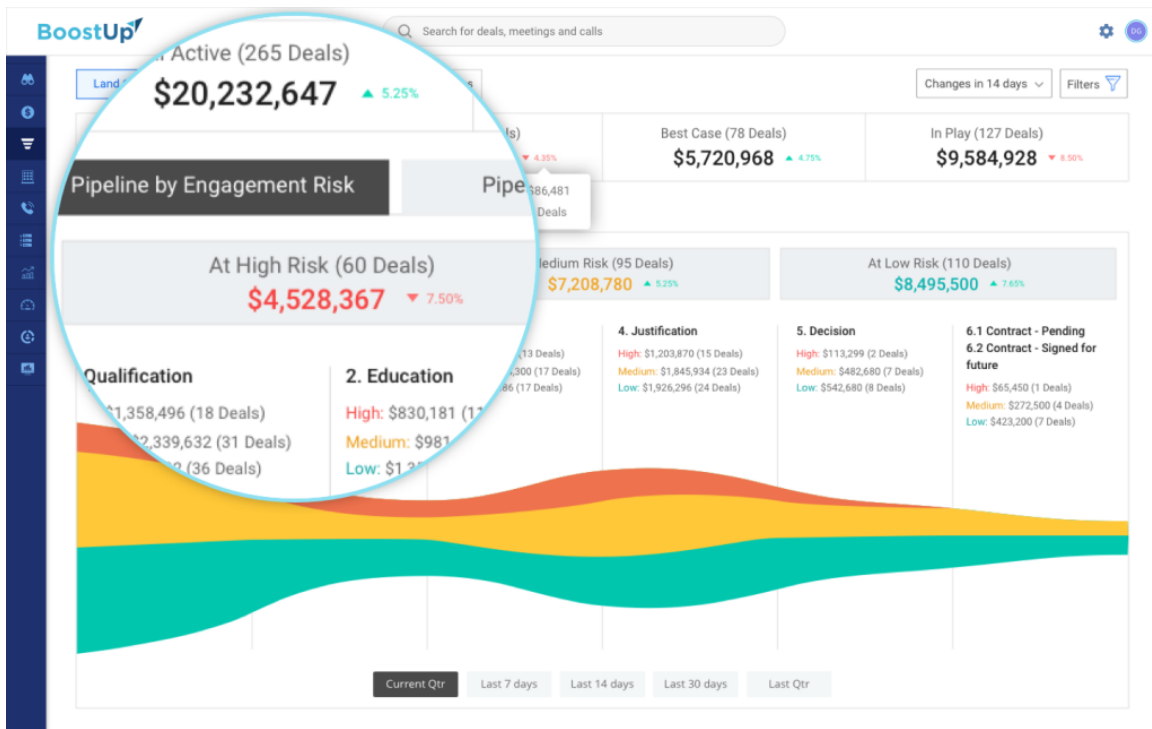 BoostUp
Search for deals, meetings and calls
DG
Active (265 Deals)
$20,232,647 ▲ 5.25%
Land
Changes in 14 days
Filters
▼ 4.35%
Best Case (78 Deals)
$5,720,968 ▲ 4.75%
In Play (127 Deals)
$9,584,928 ▼ 8.50%
$86,481
Deals
Pipeline by Engagement Risk
At High Risk (60 Deals)
$4,528,367 ▼ 7.50%
Risk (95 Deals)
$7,208,780 ▲ 5.25%
At Low Risk (110 Deals)
$8,495,500 ▲ 7.65%
Qualification
$1,358,496 (18 Deals)
$2,339,632 (31 Deals)
(36 Deals)
2. Education
High: $830,181
Medium: $981
Low:
(13 Deals)
(17 Deals)
(17 Deals)
4. Justification
High: $1,203,870 (15 Deals)
Medium: $1,845,934 (23 Deals)
Low: $1,926,296 (24 Deals)
5. Decision
High: $113,299 (2 Deals)
Medium: $482,680 (7 Deals)
Low: $542,680 (8 Deals)
6.1 Contract - Pending
6.2 Contract - Signed for
future
High: $65,450 (1 Deals)
Medium: $272,500 (4 Deals)
Low: $423,200 (7 Deals)
Current Qtr
Last 7 days
Last 14 days
Last 30 days
Last Qtr